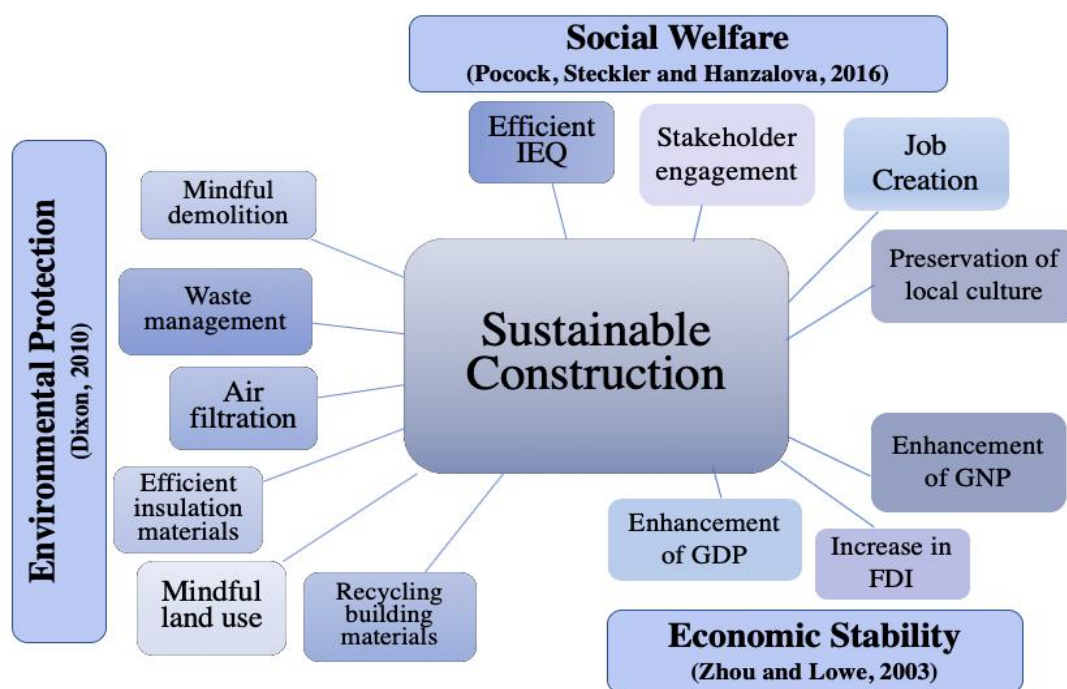 Social Welfare
(Pocock, Steckler and Hanzalova, 2016)
Efficient
IEQ
Stakeholder
engagement
Job
Creation
Preservation of
local culture
Environmental Protection
(Dixon, 2010)
Mindful
demolition
Waste
management
Air
filtration
Efficient
insulation
materials
Mindful
land use
Recycling
building
materials
Sustainable
Construction
Enhancement
of GNP
Enhancement
of GDP
Increase in
FDI
Economic Stability
(Zhou and Lowe, 2003)